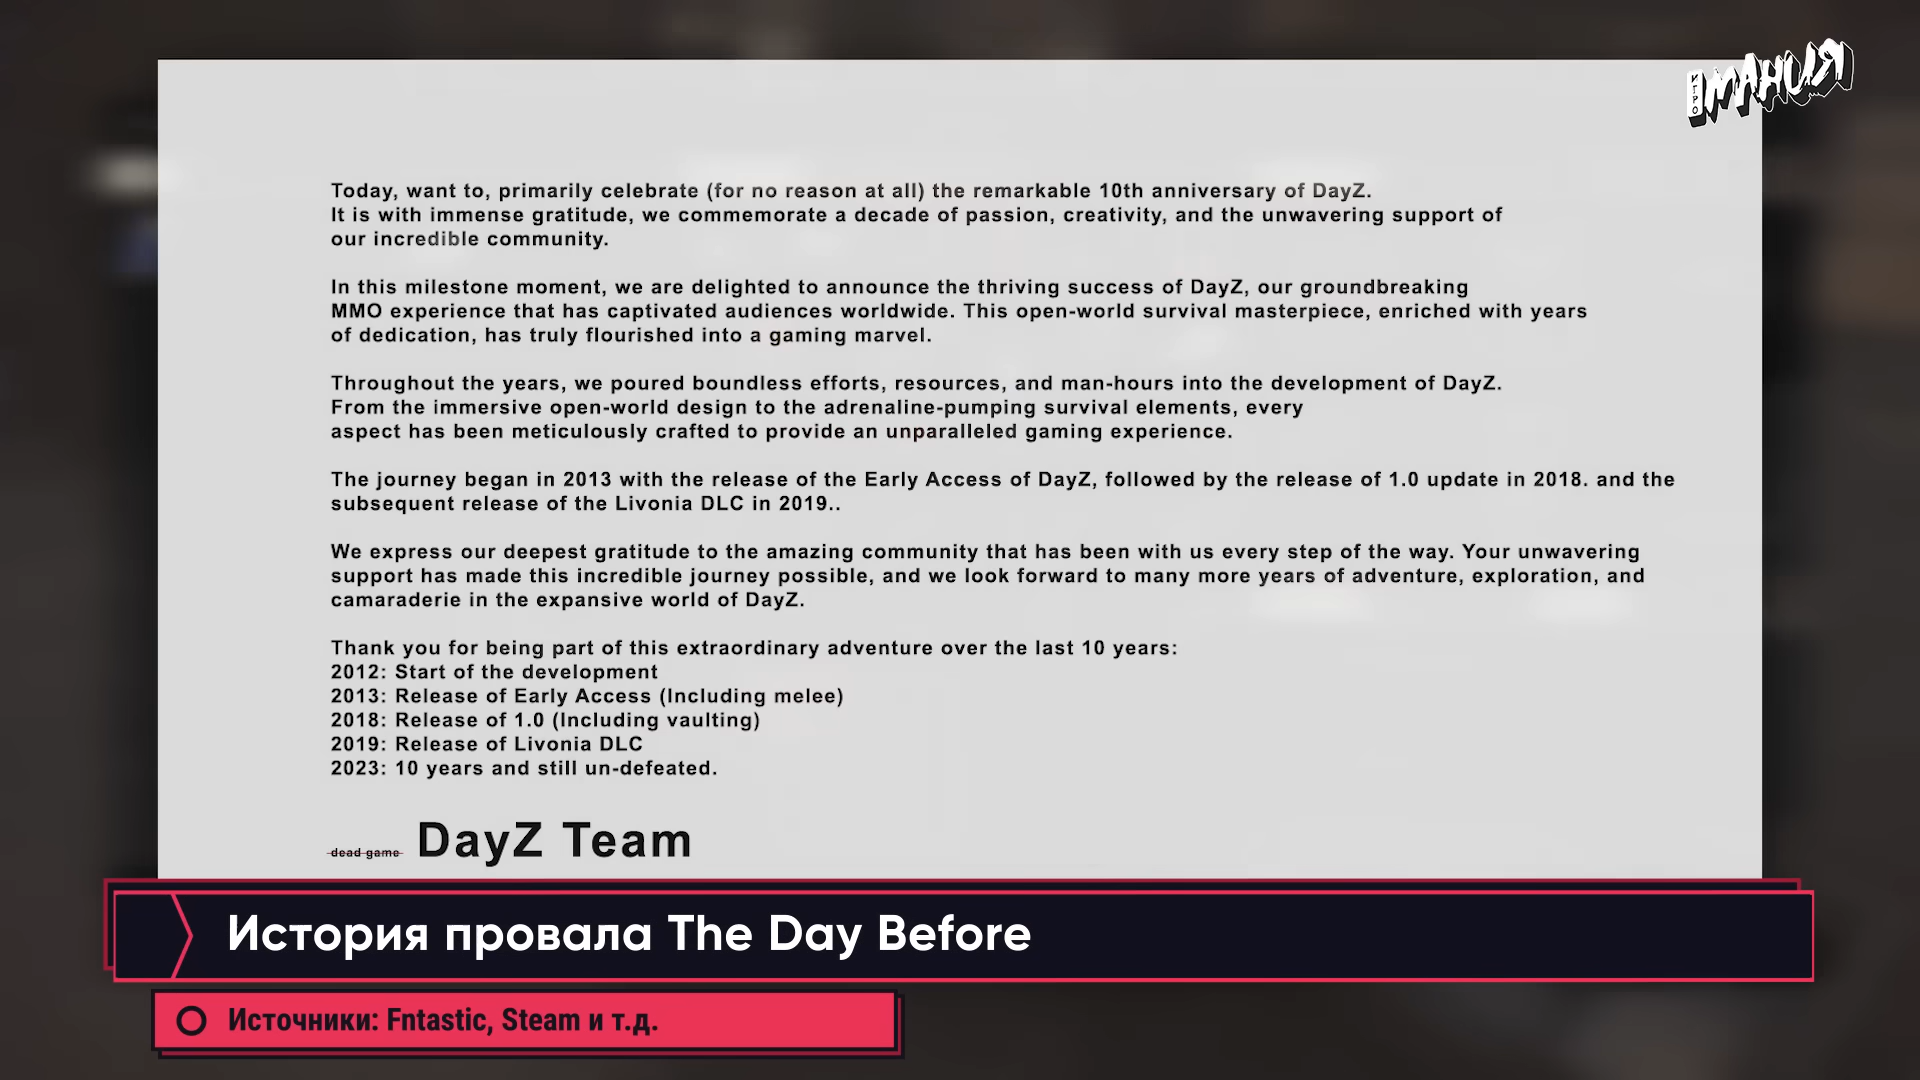 ИГРО
МАНИЯ
Today, want to, primarily celebrate (for no reason at all) the remarkable 10th anniversary of DayZ.
It is with immense gratitude, we commemorate a decade of passion, creativity, and the unwavering support of
our incredible community.
In this milestone moment, we are delighted to announce the thriving success of DayZ, our groundbreaking
MMO experience that has captivated audiences worldwide. This open-world survival masterpiece, enriched with years
of dedication, has truly flourished into a gaming marvel.
Throughout the years, we poured boundless efforts, resources, and man-hours into the development of DayZ.
From the immersive open-world design to the adrenaline-pumping survival elements, every
aspect has been meticulously crafted to provide an unparalleled gaming experience.
The journey began in 2013 with the release of the Early Access of DayZ, followed by the release of 1.0 update in 2018. and the
subsequent release of the Livonia DLC in 2019..
We express our deepest gratitude to the amazing community that has been with us every step of the way. Your unwavering
support has made this incredible journey possible, and we look forward to many more years of adventure, exploration, and
camaraderie in the expansive world of DayZ.
Thank you for being part of this extraordinary adventure over the last 10 years:
2012: Start of the development
2013: Release of Early Access (Including melee)
2018: Release of 1.0 (Including vaulting)
2019: Release of Livonia DLC
2023: 10 years and still un-defeated.
dead game DayZ Team
История провала The Day Before
Источники: Fntastic, Steam и т.д.